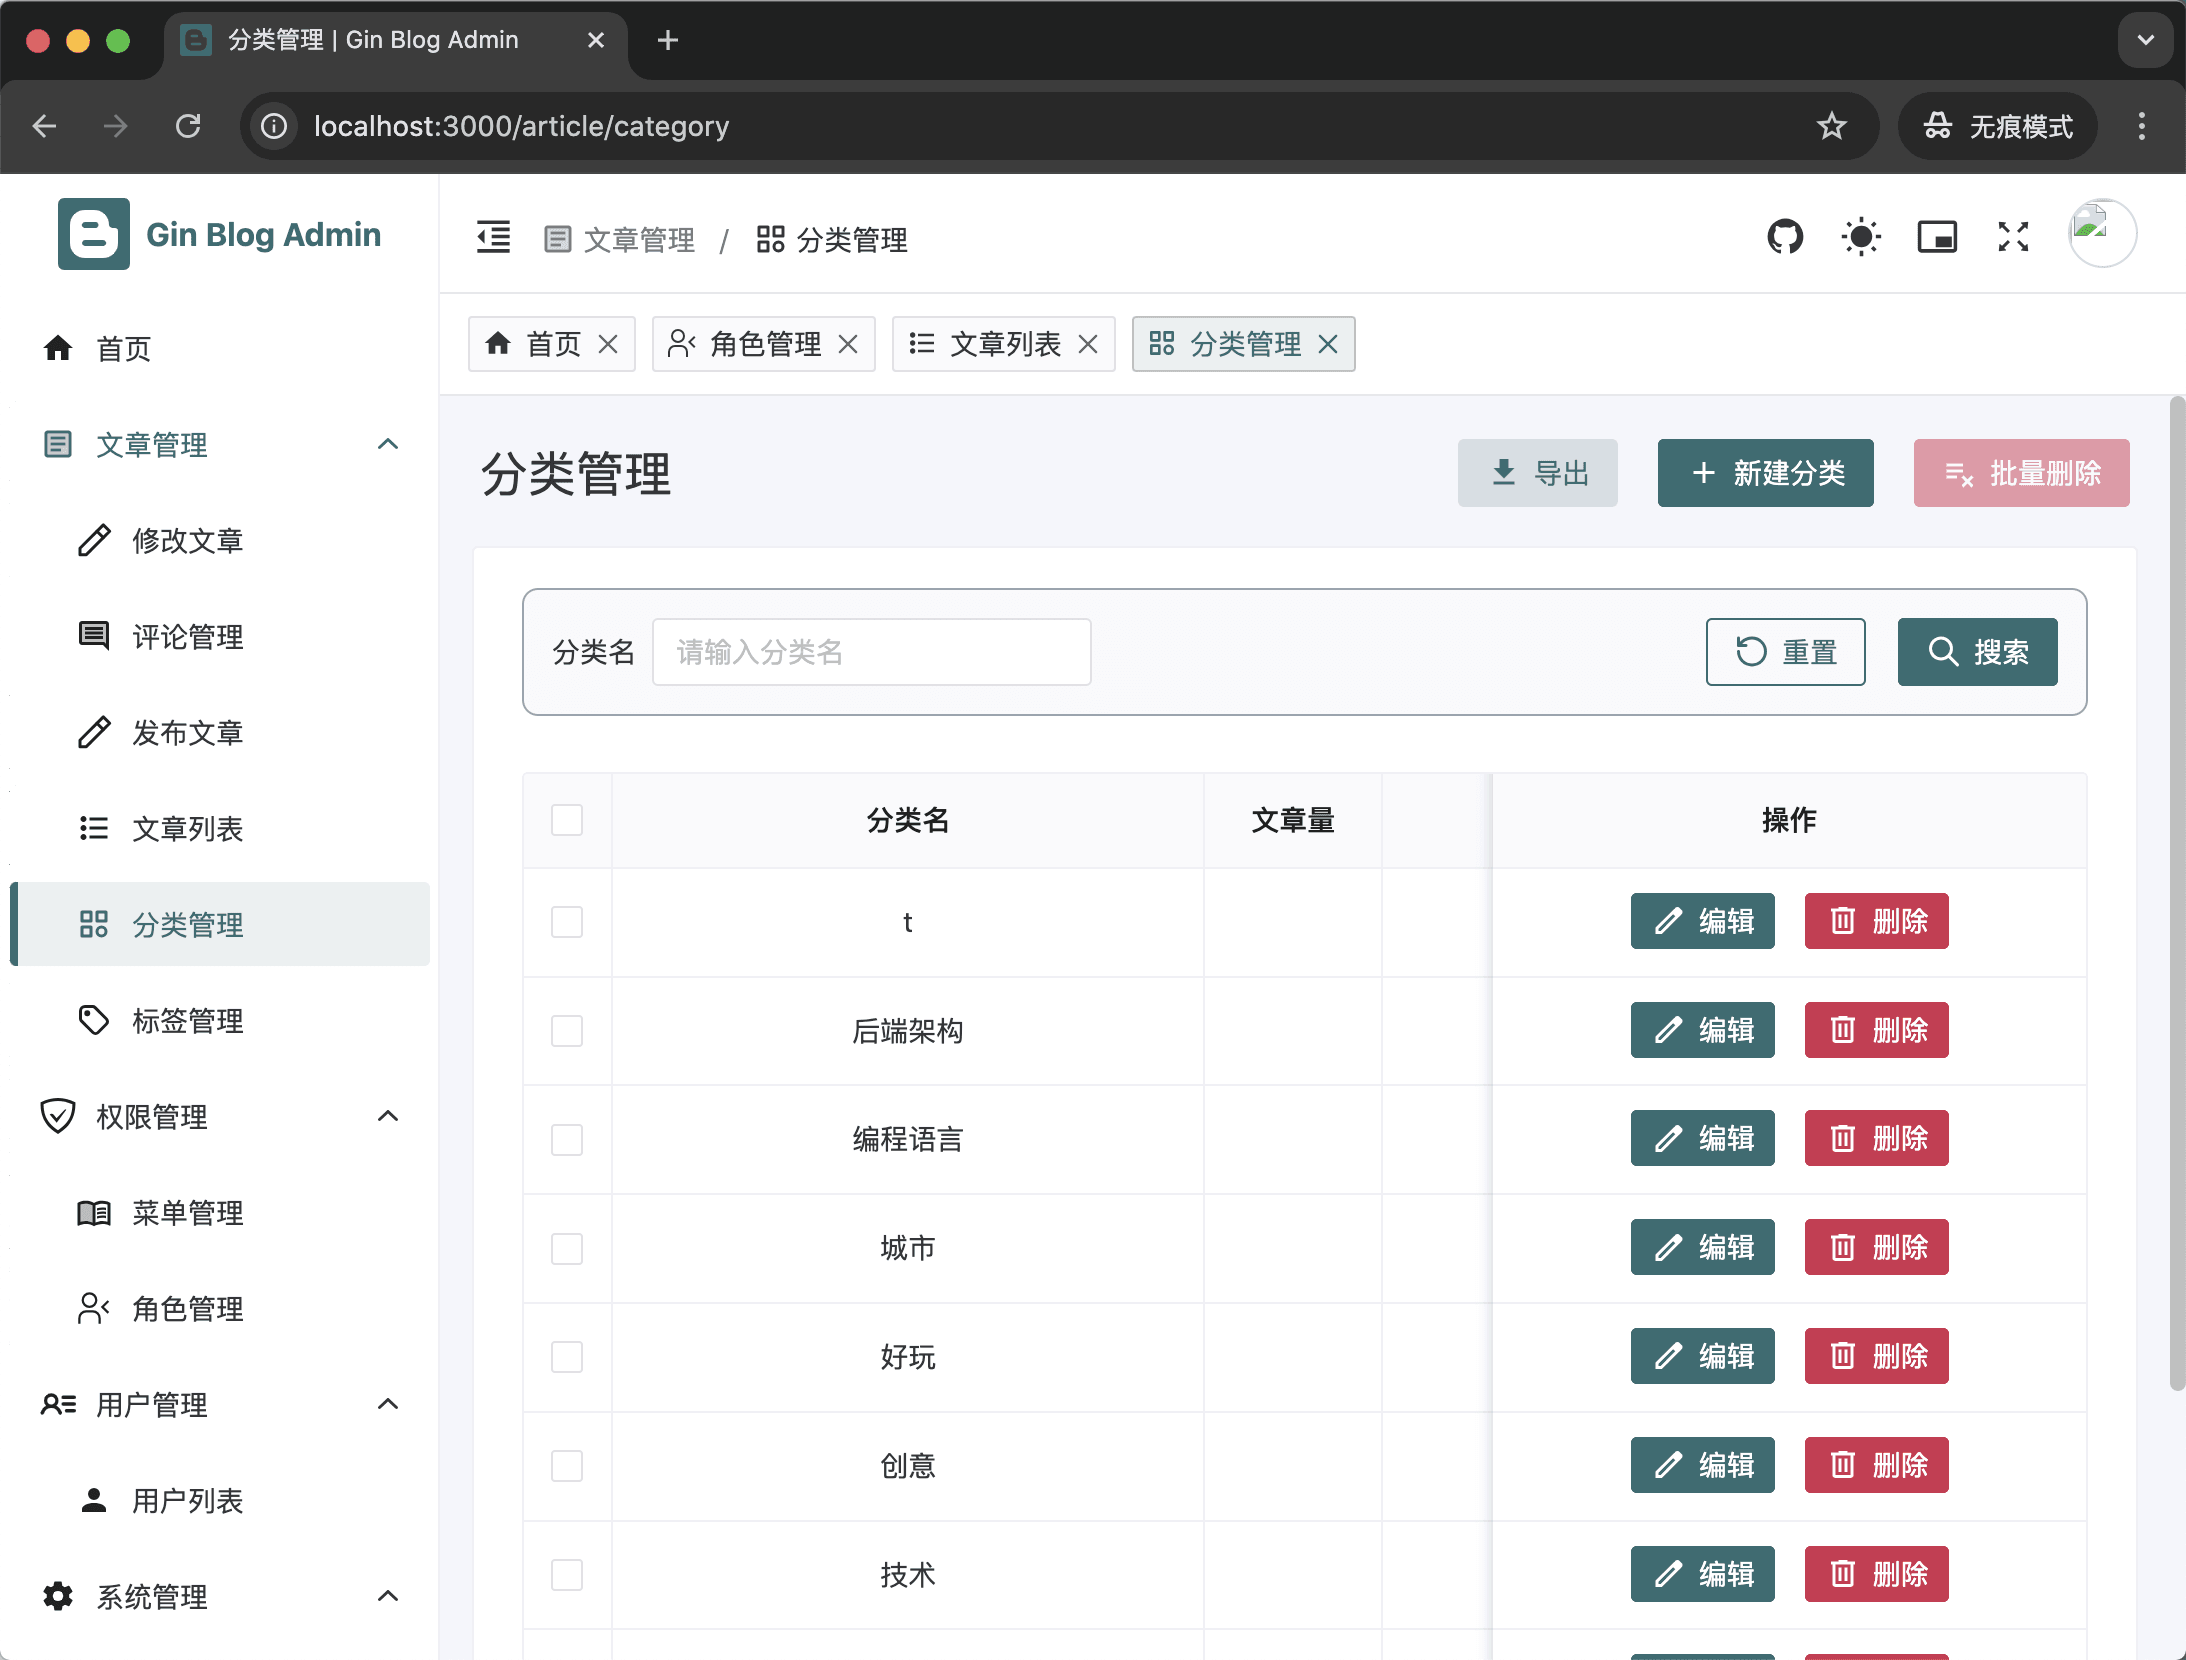 分类管理 | Gin Blog Admin
localhost:3000/article/category
无痕模式
Gin Blog Admin
文章管理 / 分类管理
首页
角色管理
文章列表
分类管理
首页
文章管理
修改文章
评论管理
发布文章
文章列表
分类管理
标签管理
权限管理
菜单管理
角色管理
用户管理
用户列表
系统管理
分类管理
导出
新建分类
批量删除
分类名
请输入分类名
重置
搜索
分类名 文章量 操作
t 编辑 删除
后端架构 编辑 删除
编程语言 编辑 删除
城市 编辑 删除
好玩 编辑 删除
创意 编辑 删除
技术 编辑 删除